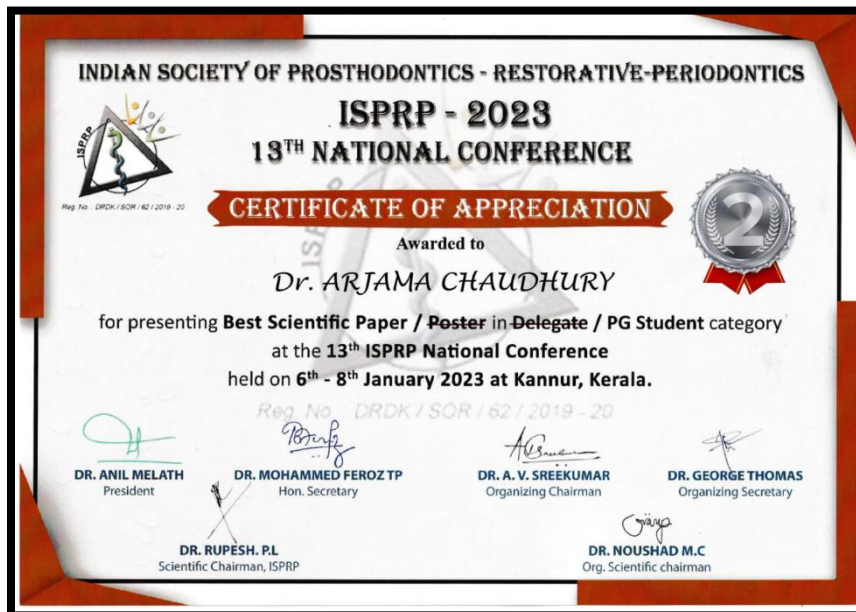 INDIAN SOCIETY OF PROSTHODONTICS - RESTORATIVE-PERIODONTICS
ISPRP - 2023
13TH NATIONAL CONFERENCE
ISPRP
Reg. No. : DRDK / SOR / 62 / 2019 - 20
CERTIFICATE OF APPRECIATION
2
Awarded to
Dr. ARJAMA CHAUDHURY
for presenting Best Scientific Paper / Poster in Delegate / PG Student category
at the 13th ISPRP National Conference
held on 6th - 8th January 2023 at Kannur, Kerala.
ISPRP
Reg. No. : DRDK / SOR / 62 / 2019 - 20
DR. ANIL MELATH
President
DR. MOHAMMED FEROZ TP
Hon. Secretary
DR. A. V. SREEKUMAR
Organizing Chairman
DR. GEORGE THOMAS
Organizing Secretary
DR. RUPESH. P.L
Scientific Chairman, ISPRP
DR. NOUSHAD M.C
Org. Scientific chairman